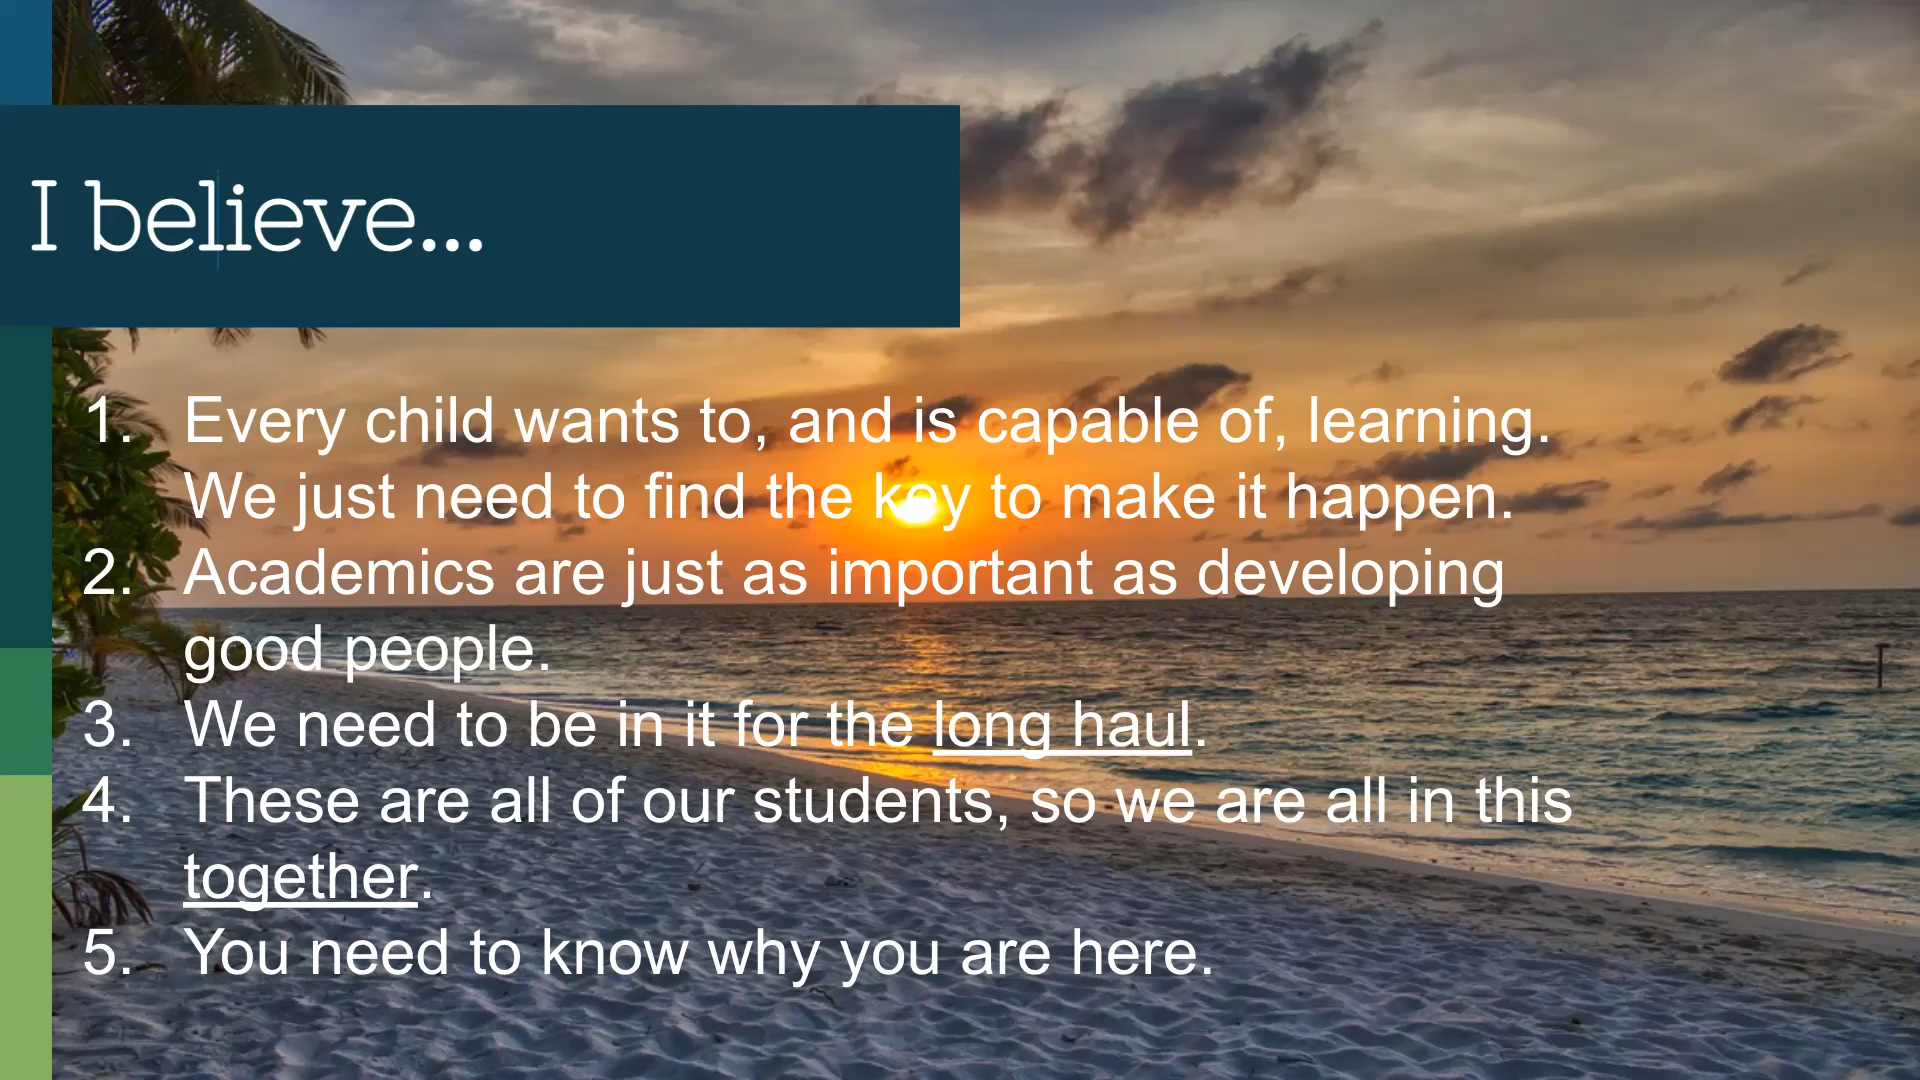 I believe...
1. Every child wants to, and is capable of, learning.
We just need to find the key to make it happen.
2. Academics are just as important as developing
good people.
3. We need to be in it for the long haul.
4. These are all of our students, so we are all in this
together.
5. You need to know why you are here.